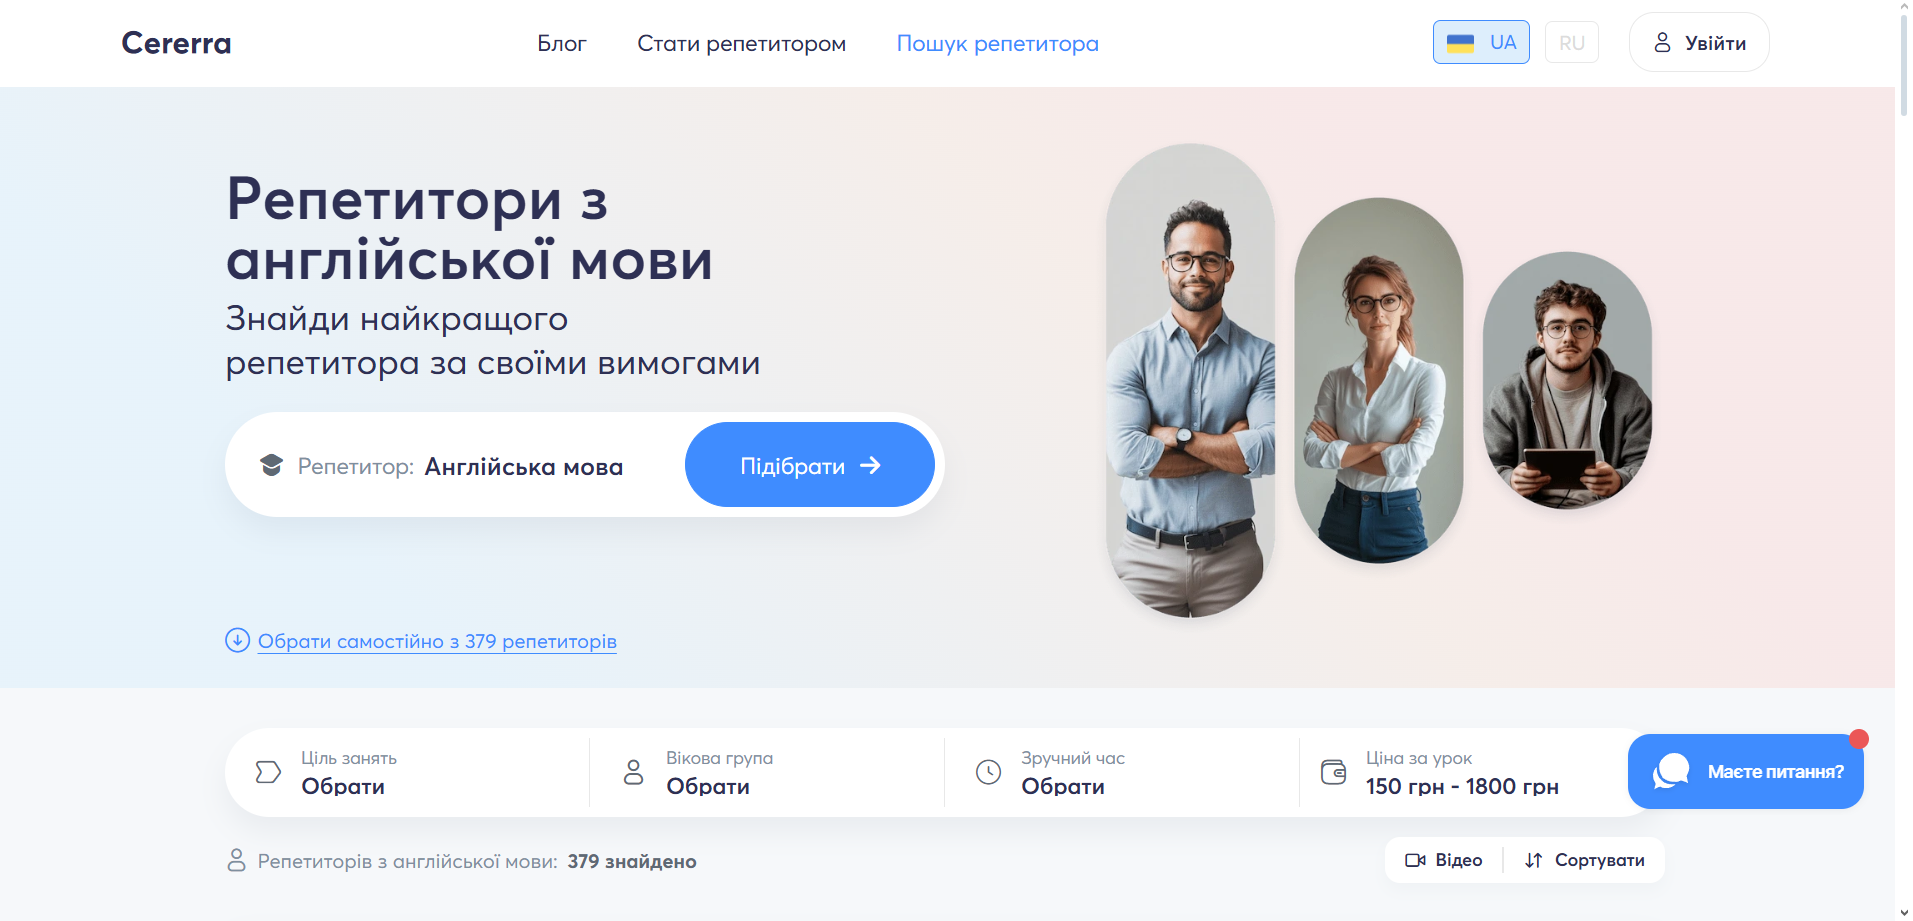 Cererra
Блог
Стати репетитором
Пошук репетитора
UA
RU
Увійти
Репетитори з
англійської мови
Знайди найкращого
репетитора за своїми вимогами
Репетитор: Англійська мова
Підібрати
Обрати самостійно з 379 репетиторів
Ціль занять
Обрати
Вікова група
Обрати
Зручний час
Обрати
Ціна за урок
150 грн - 1800 грн
Маєте питання?
Репетиторів з англійської мови: 379 знайдено
Відео
Сортувати